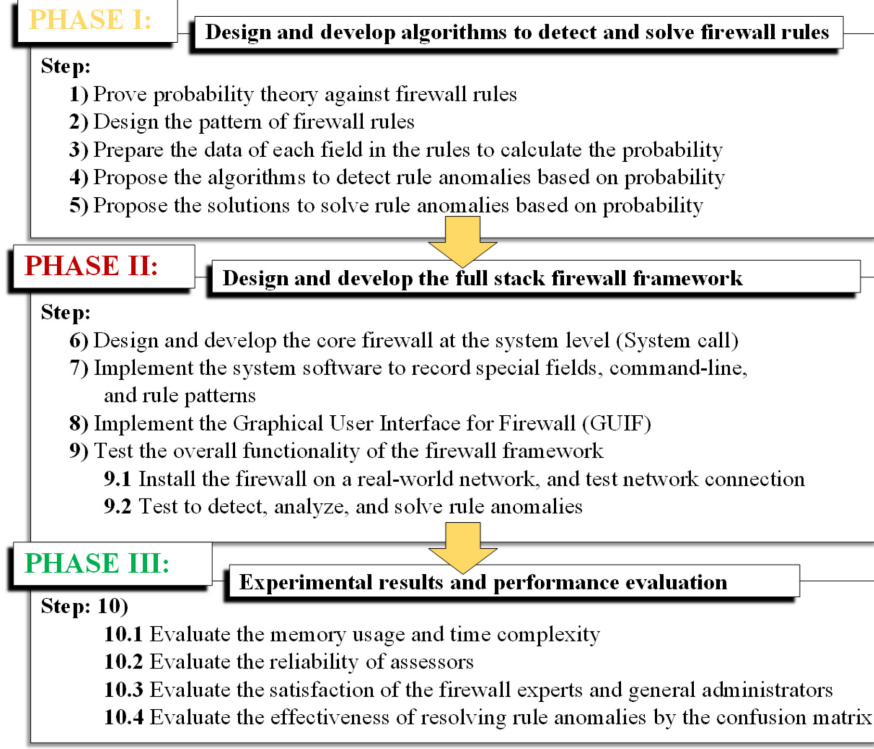 PHASE I:
Design and develop algorithms to detect and solve firewall rules
Step:
1) Prove probability theory against firewall rules
2) Design the pattern of firewall rules
3) Prepare the data of each field in the rules to calculate the probability
4) Propose the algorithms to detect rule anomalies based on probability
5) Propose the solutions to solve rule anomalies based on probability
PHASE II:
Design and develop the full stack firewall framework
Step:
6) Design and develop the core firewall at the system level (System call)
7) Implement the system software to record special fields, command-line,
and rule patterns
8) Implement the Graphical User Interface for Firewall (GUIF)
9) Test the overall functionality of the firewall framework
9.1 Install the firewall on a real-world network, and test network connection
9.2 Test to detect, analyze, and solve rule anomalies
PHASE III:
Experimental results and performance evaluation
Step: 10)
10.1 Evaluate the memory usage and time complexity
10.2 Evaluate the reliability of assessors
10.3 Evaluate the satisfaction of the firewall experts and general administrators
10.4 Evaluate the effectiveness of resolving rule anomalies by the confusion matrix